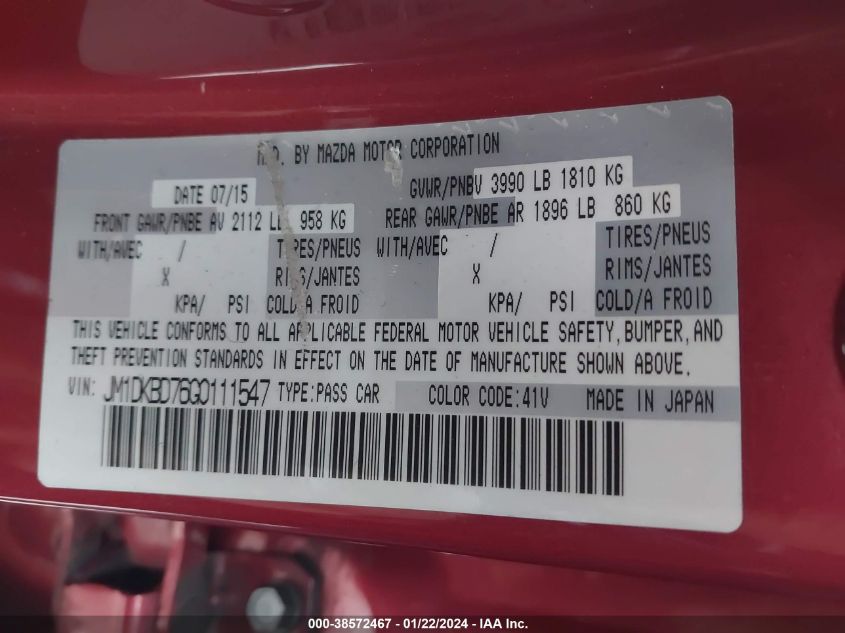 MFD. BY MAZDA MOTOR CORPORATION
DATE 07/15 GVWR/PNBV 3990 LB 1810 KG
FRONT GAWR/PNBE AV 2112 LB 958 KG REAR GAWR/PNBE AR 1896 LB 860 KG
WITH/AVEC / TIRES/PNEUS WITH/AVEC / TIRES/PNEUS
X RIMS/JANTES X RIMS/JANTES
KPA/ PSI COLD/A FROID KPA/ PSI COLD/A FROID
THIS VEHICLE CONFORMS TO ALL APPLICABLE FEDERAL MOTOR VEHICLE SAFETY, BUMPER, AND
THEFT PREVENTION STANDARDS IN EFFECT ON THE DATE OF MANUFACTURE SHOWN ABOVE.
VIN: JM1DKBD76G0111547 TYPE:PASS CAR COLOR CODE:41V MADE IN JAPAN
000-38572467 - 01/22/2024 - IAA Inc.